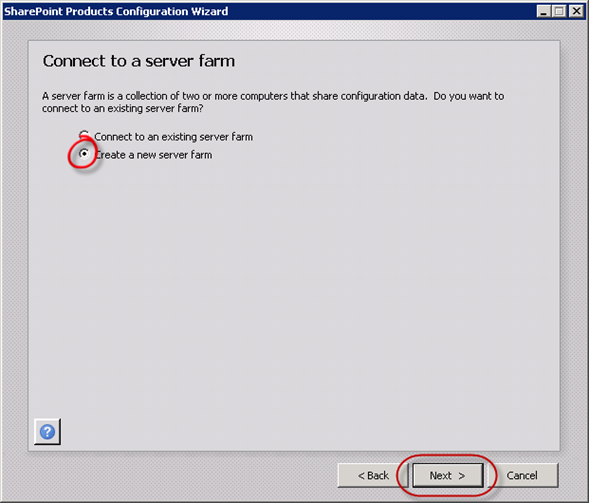 SharePoint Products Configuration Wizard
Connect to a server farm
A server farm is a collection of two or more computers that share configuration data.  Do you want to
connect to an existing server farm?
Connect to an existing server farm
Create a new server farm
?
< Back
Next >
Cancel